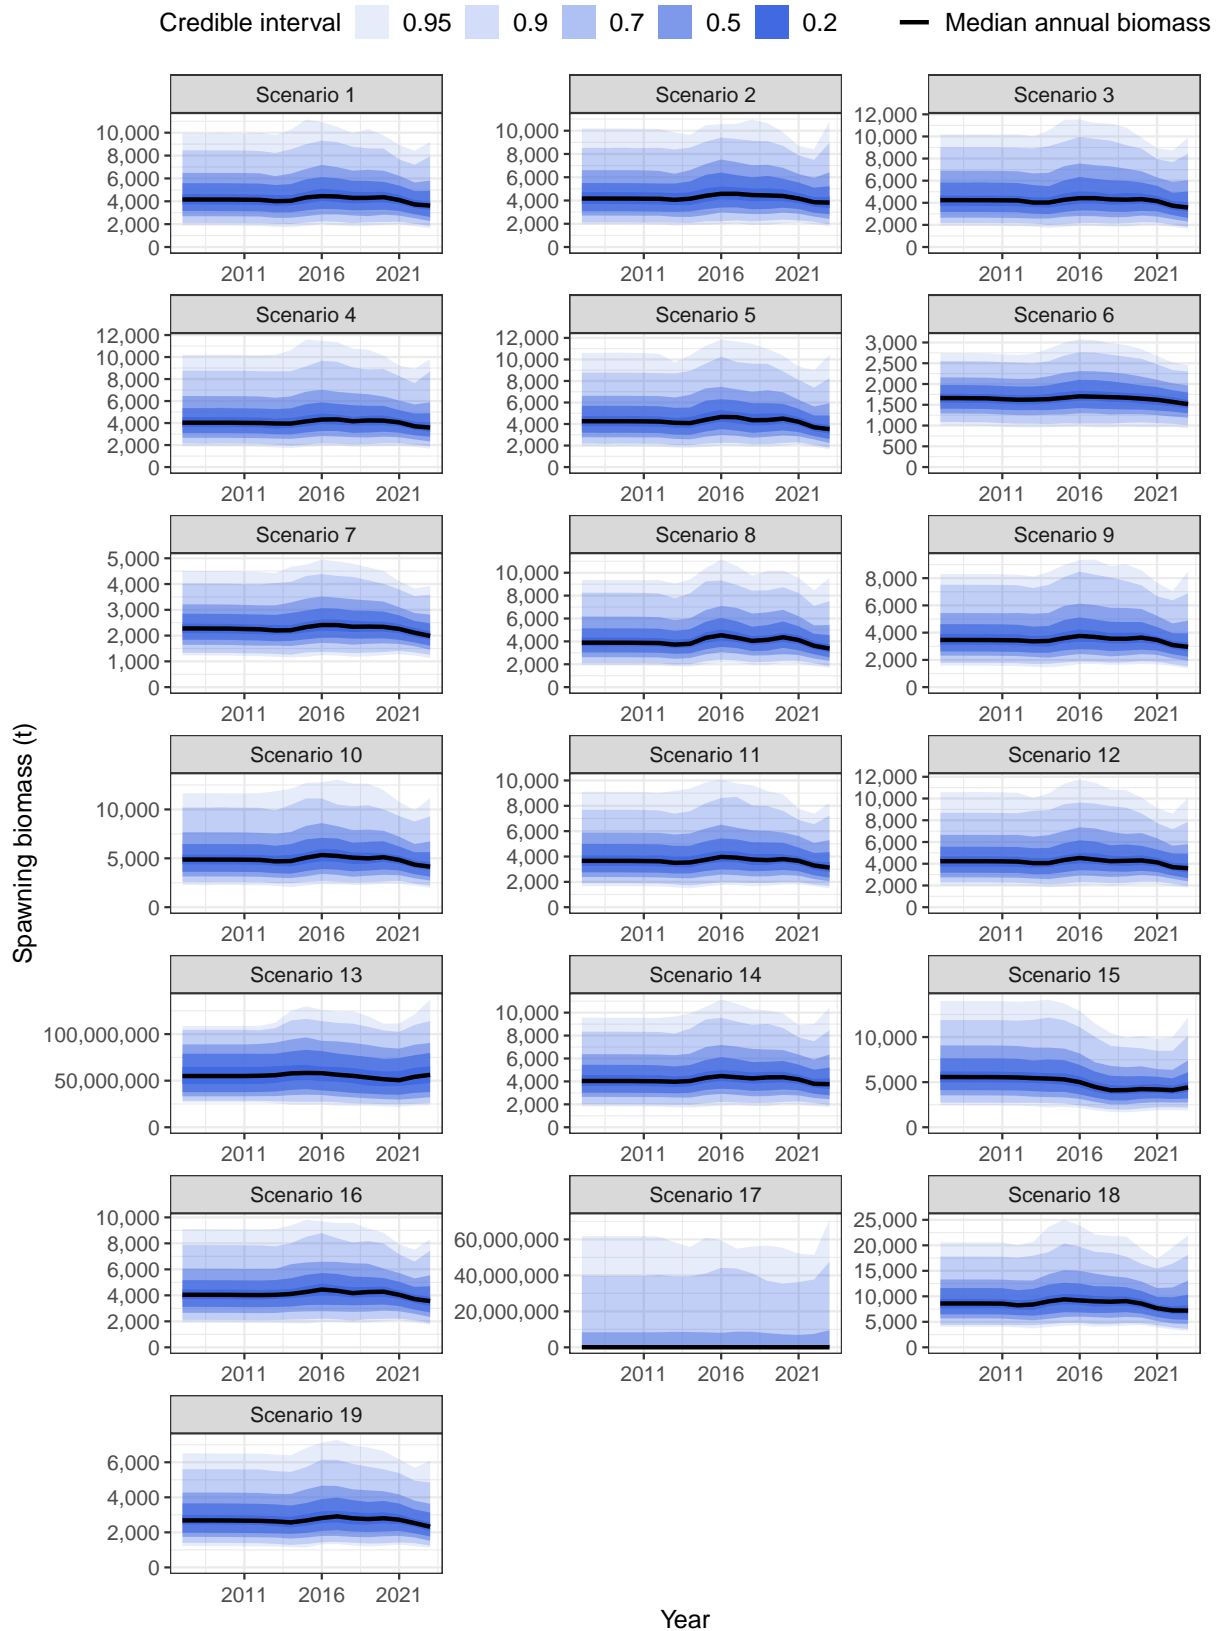 Credible interval 0.95 0.9 0.7 0.5 0.2 Median annual biomass
Scenario 1
10,000
8,000
6,000
4,000
2,000
0
2011 2016 2021
Scenario 2
10,000
8,000
6,000
4,000
2,000
0
2011 2016 2021
Scenario 3
12,000
10,000
8,000
6,000
4,000
2,000
0
2011 2016 2021
Scenario 4
12,000
10,000
8,000
6,000
4,000
2,000
0
2011 2016 2021
Scenario 5
12,000
10,000
8,000
6,000
4,000
2,000
0
2011 2016 2021
Scenario 6
3,000
2,500
2,000
1,500
1,000
500
0
2011 2016 2021
Scenario 7
5,000
4,000
3,000
2,000
1,000
0
2011 2016 2021
Scenario 8
10,000
8,000
6,000
4,000
2,000
0
2011 2016 2021
Scenario 9
8,000
6,000
4,000
2,000
0
2011 2016 2021
Scenario 10
10,000
5,000
0
2011 2016 2021
Scenario 11
10,000
8,000
6,000
4,000
2,000
0
2011 2016 2021
Scenario 12
12,000
10,000
8,000
6,000
4,000
2,000
0
2011 2016 2021
Scenario 13
100,000,000
50,000,000
0
2011 2016 2021
Scenario 14
10,000
8,000
6,000
4,000
2,000
0
2011 2016 2021
Scenario 15
10,000
5,000
0
2011 2016 2021
Scenario 16
10,000
8,000
6,000
4,000
2,000
0
2011 2016 2021
Scenario 17
60,000,000
40,000,000
20,000,000
0
2011 2016 2021
Scenario 18
25,000
20,000
15,000
10,000
5,000
0
2011 2016 2021
Scenario 19
6,000
4,000
2,000
0
2011 2016 2021
Spawning biomass (t)
Year